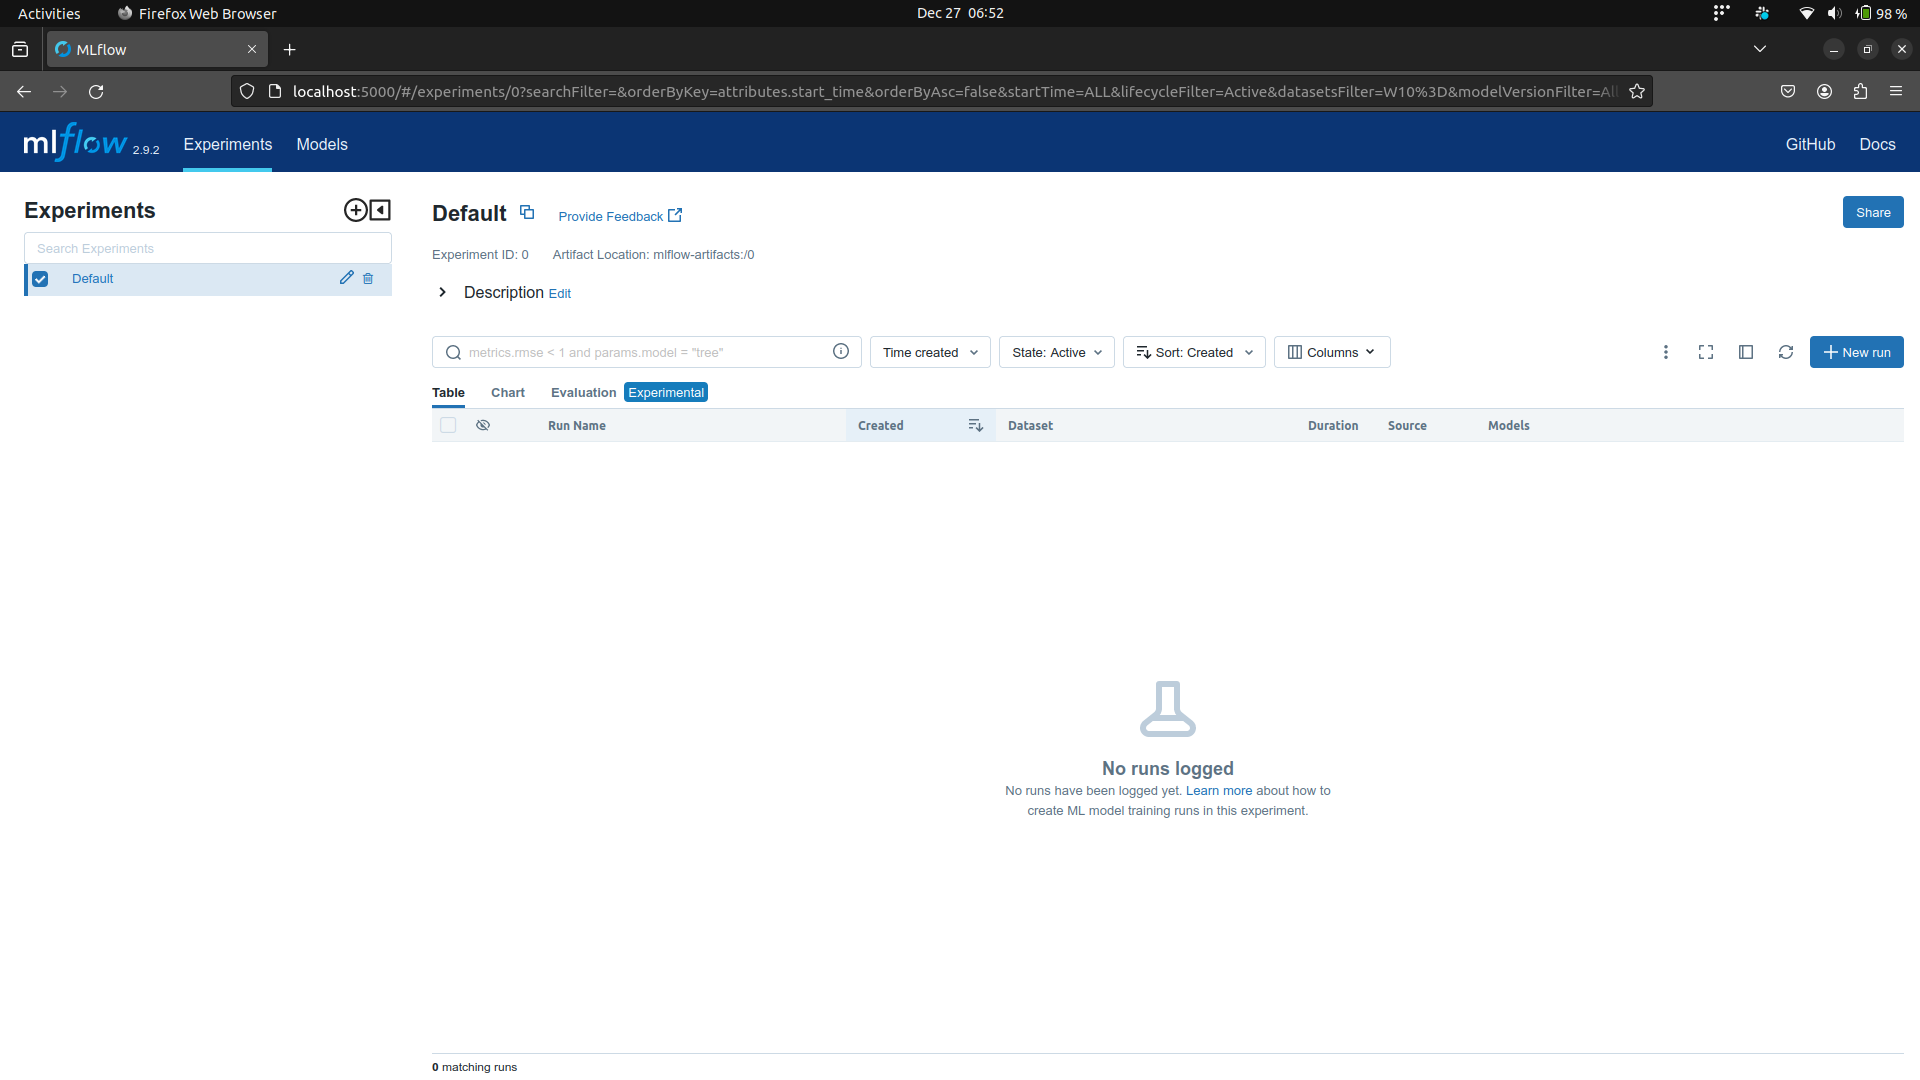 Activities Firefox Web Browser Dec 27 06:52 98 %
MLflow
localhost:5000/#/experiments/0?searchFilter=&orderByKey=attributes.start_time&orderByAsc=false&startTime=ALL&lifecycleFilter=Active&datasetsFilter=W10%3D&modelVersionFilter=All
mlflow 2.9.2 Experiments Models GitHub Docs
Experiments
Search Experiments
Default
Default Provide Feedback Share
Experiment ID: 0 Artifact Location: mlflow-artifacts:/0
Description Edit
metrics.rmse < 1 and params.model = "tree" Time created State: Active Sort: Created Columns New run
Table Chart Evaluation Experimental
Run Name Created Dataset Duration Source Models
No runs logged
No runs have been logged yet. Learn more about how to
create ML model training runs in this experiment.
0 matching runs